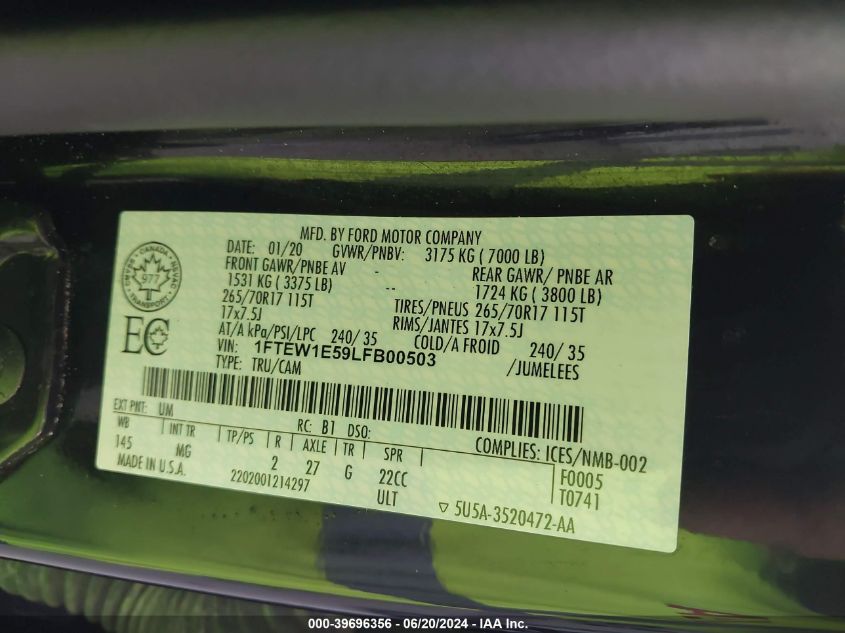 MFD. BY FORD MOTOR COMPANY
DATE: 01/20 GVWR/PNBV: 3175 KG ( 7000 LB)
FRONT GAWR/PNBE AV - REAR GAWR/ PNBE AR
1531 KG ( 3375 LB) -- 1724 KG ( 3800 LB)
265/70R17 115T TIRES/PNEUS 265/70R17 115T
17x7.5J RIMS/JANTES 17x7.5J
AT/A kPa/PSI/LPC 240/ 35 COLD/A FROID 240/ 35
VIN: 1FTEW1E59LFB00503 /JUMELEES
TYPE: TRU/CAM
CANADA
977
TRANSPORT
EC
EXT PNT: UM RC: B1 DSO: COMPLIES: ICES/NMB-002
WB INT TR TP/PS R AXLE TR SPR F0005
145 MG 2 27 G 22CC T0741
MADE IN U.S.A. 2202001214297 ULT 5U5A-3520472-AA
000-39696356 - 06/20/2024 - IAA Inc.